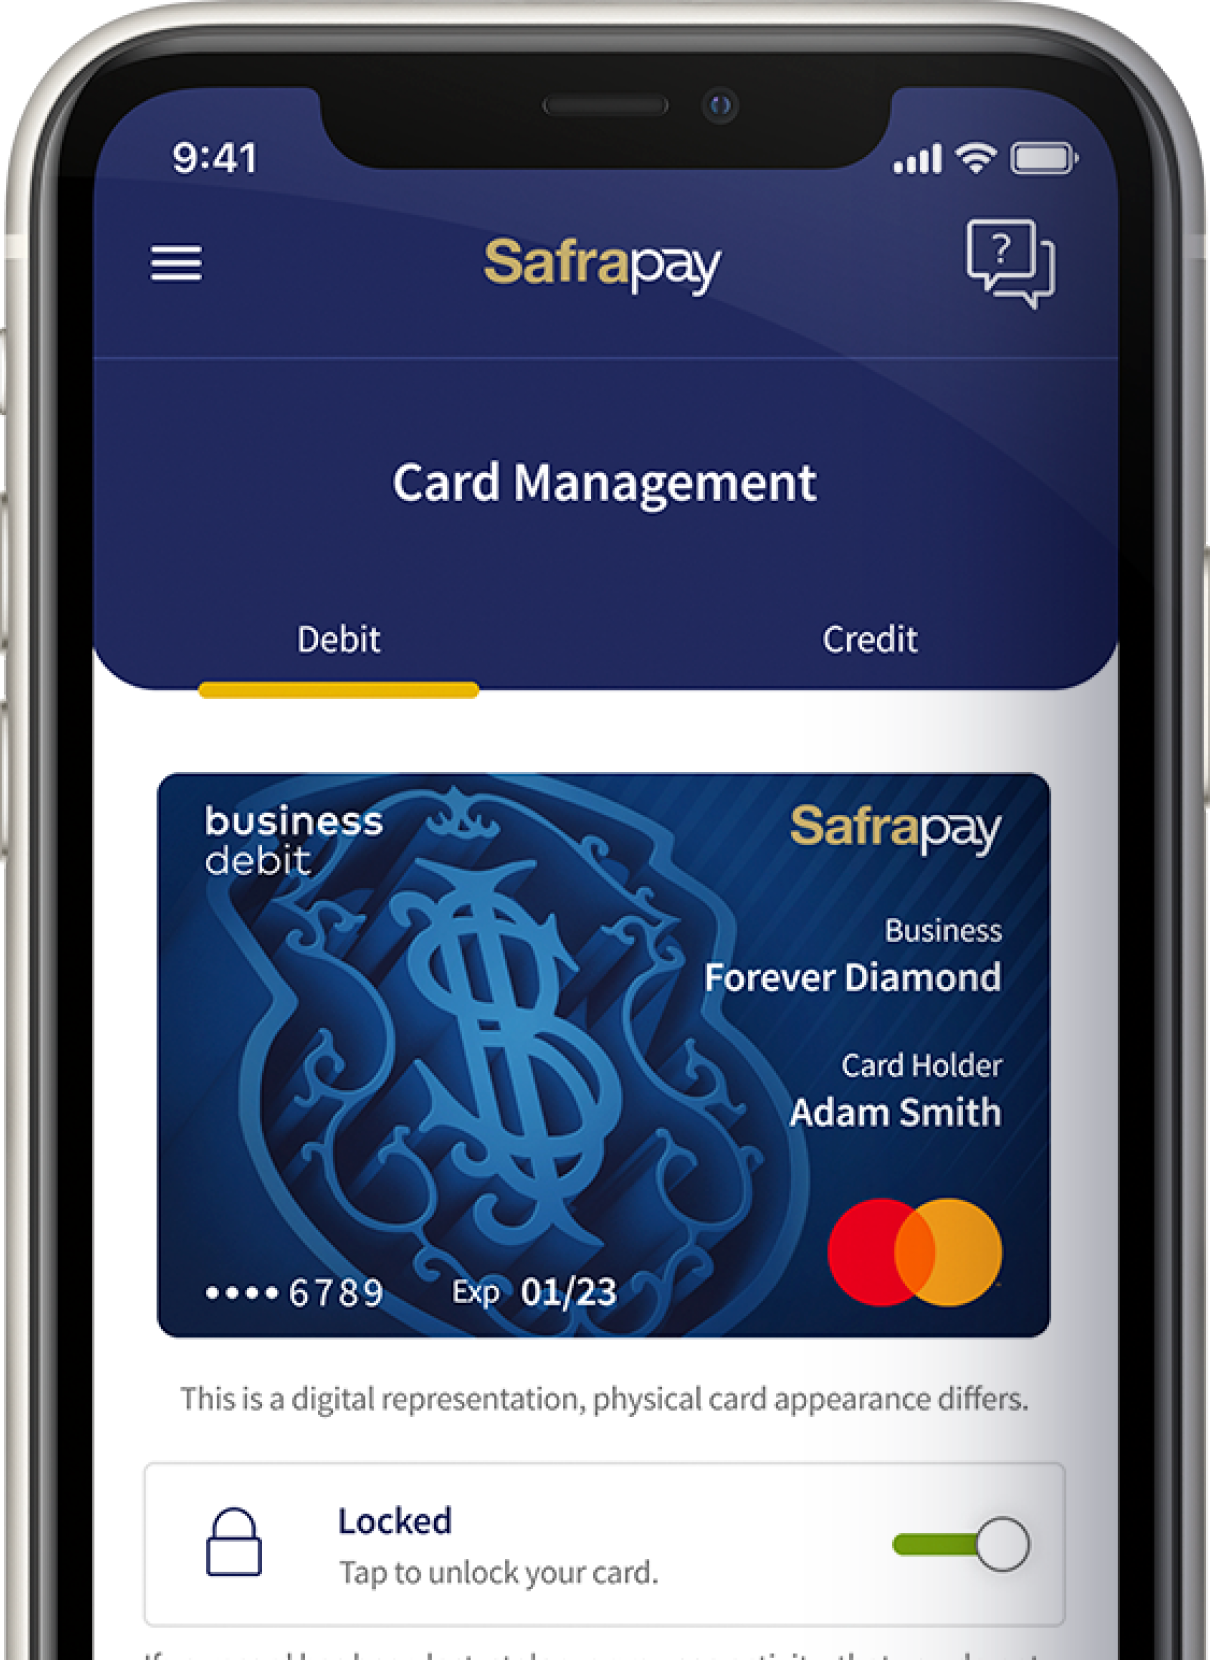 9:41
Safrapay
?
Card Management
Debit Credit
business
debit
Safrapay
Business
Forever Diamond
Card Holder
Adam Smith
•••• 6789 Exp 01/23
This is a digital representation, physical card appearance differs.
Locked
Tap to unlock your card.